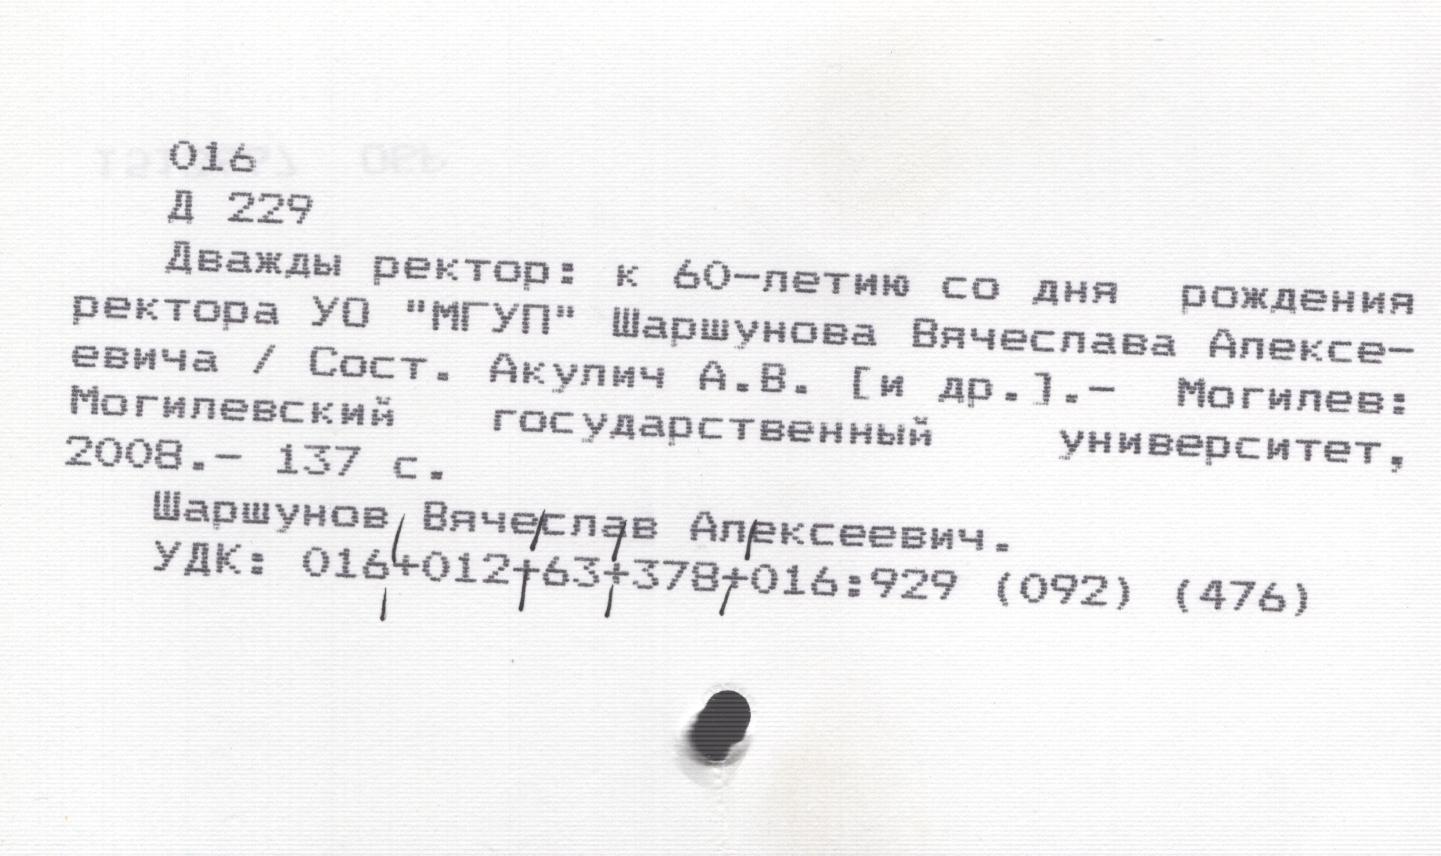 016
Д 229
Дважды ректор: к 60-летию со дня рождения
ректора УО "МГУП" Шаршунова Вячеслава Алексе-
евича / Сост. Акулич А.В. [и др.].- Могилев:
Могилевский государственный университет,
2008.- 137 с.
Шаршунов Вячеслав Алексеевич.
УДК: 016+012+63+378+016:929 (092) (476)